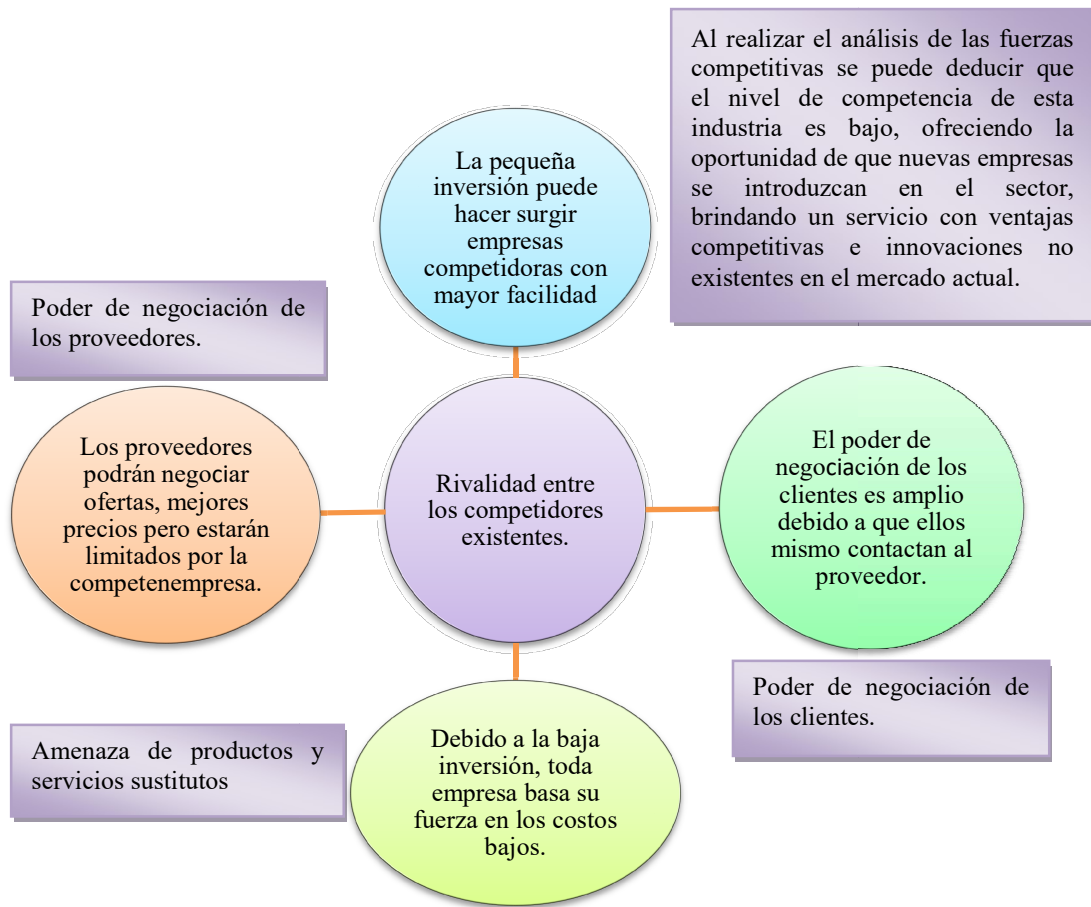 Al realizar el análisis de las fuerzas
competitivas se puede deducir que
el nivel de competencia de esta
industria es bajo, ofreciendo la
oportunidad de que nuevas empresas
se introduzcan en el sector,
brindando un servicio con ventajas
competitivas e innovaciones no
existentes en el mercado actual.
La pequeña
inversión puede
hacer surgir
empresas
competidoras con
mayor facilidad
Poder de negociación de
los proveedores.
Los proveedores
podrán negociar
ofertas, mejores
precios pero estarán
limitados por la
competenempresa.
Rivalidad entre
los competidores
existentes.
El poder de
negociación de los
clientes es amplio
debido a que ellos
mismo contactan al
proveedor.
Poder de negociación de
los clientes.
Amenaza de productos y
servicios sustitutos
Debido a la baja
inversión, toda
empresa basa su
fuerza en los costos
bajos.